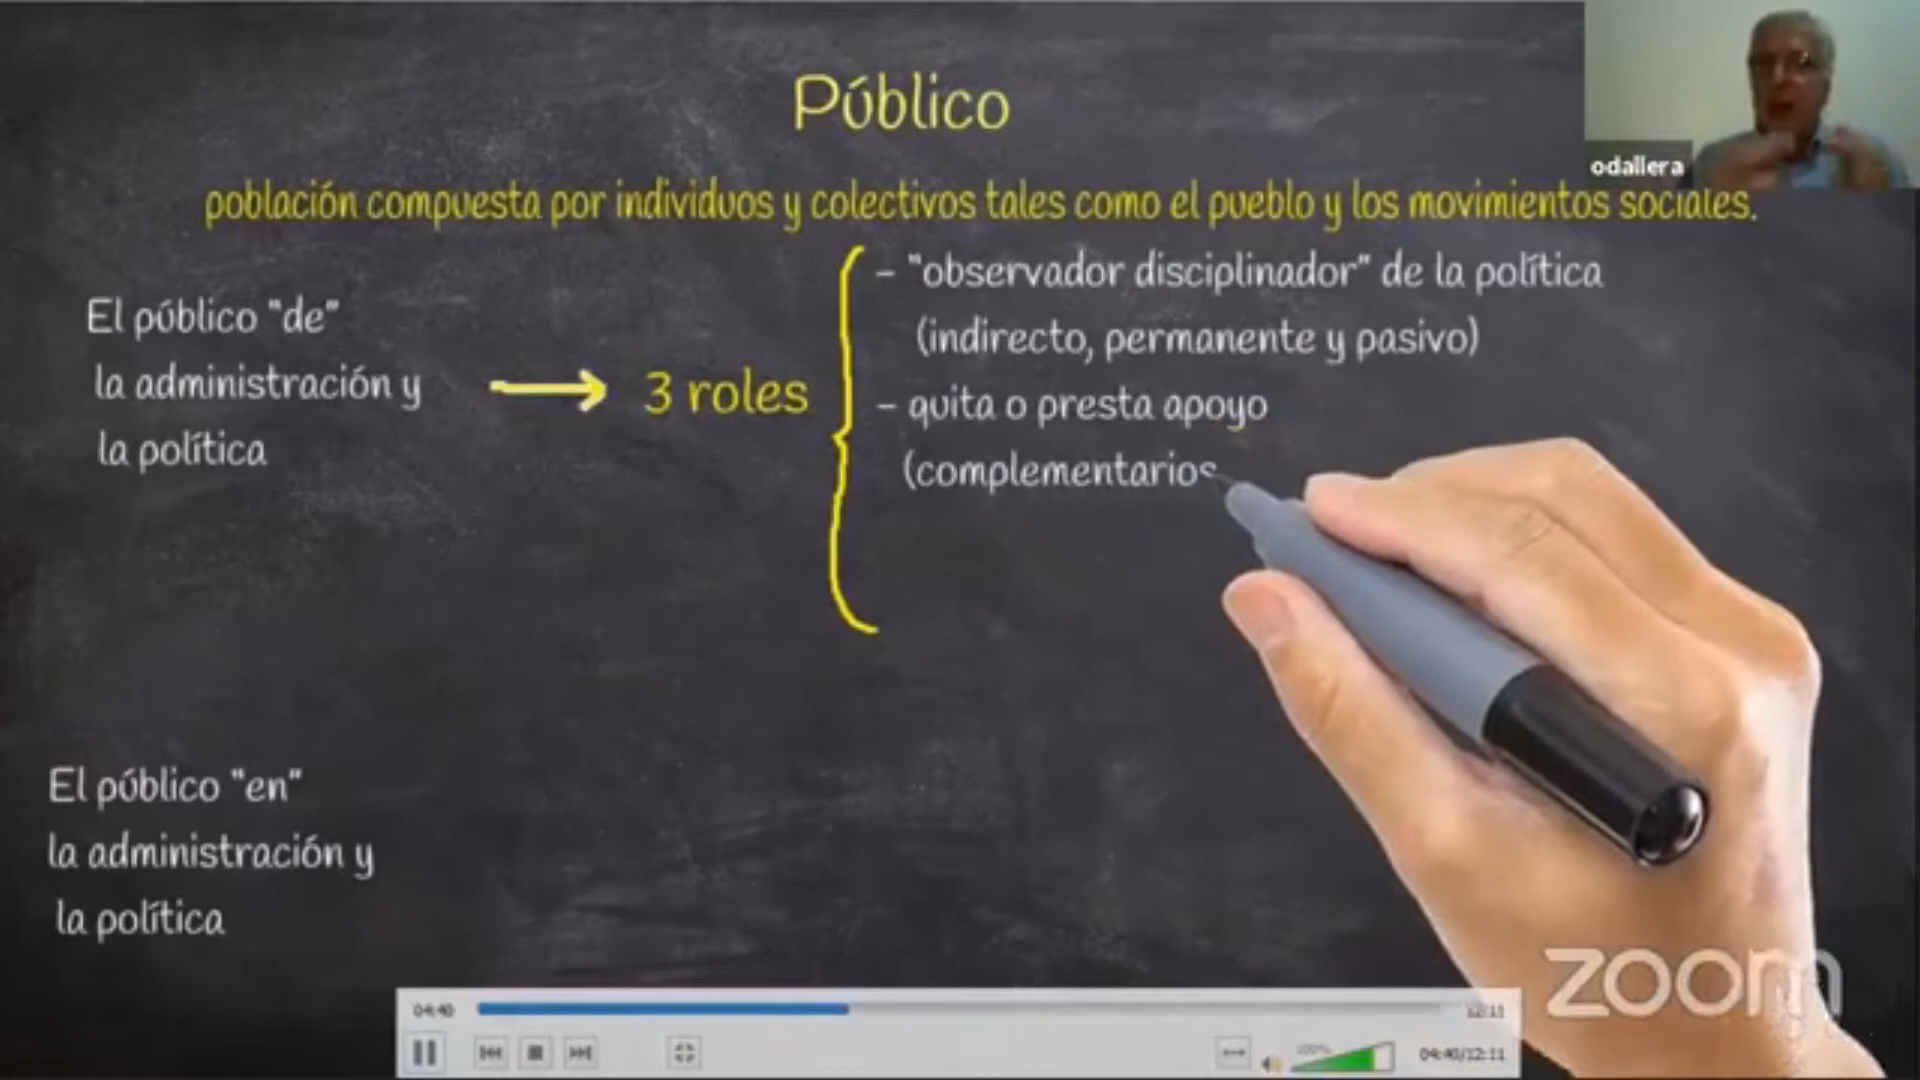 Público
odallera
población compuesta por individuos y colectivos tales como el pueblo y los movimientos sociales.
El público "de"
la administración y
la política
3 roles
- "observador disciplinador" de la política
(indirecto, permanente y pasivo)
- quita o presta apoyo
(complementarios
El público "en"
la administración y
la política
zoom
04:40
12:11
100%
04:40/12:11